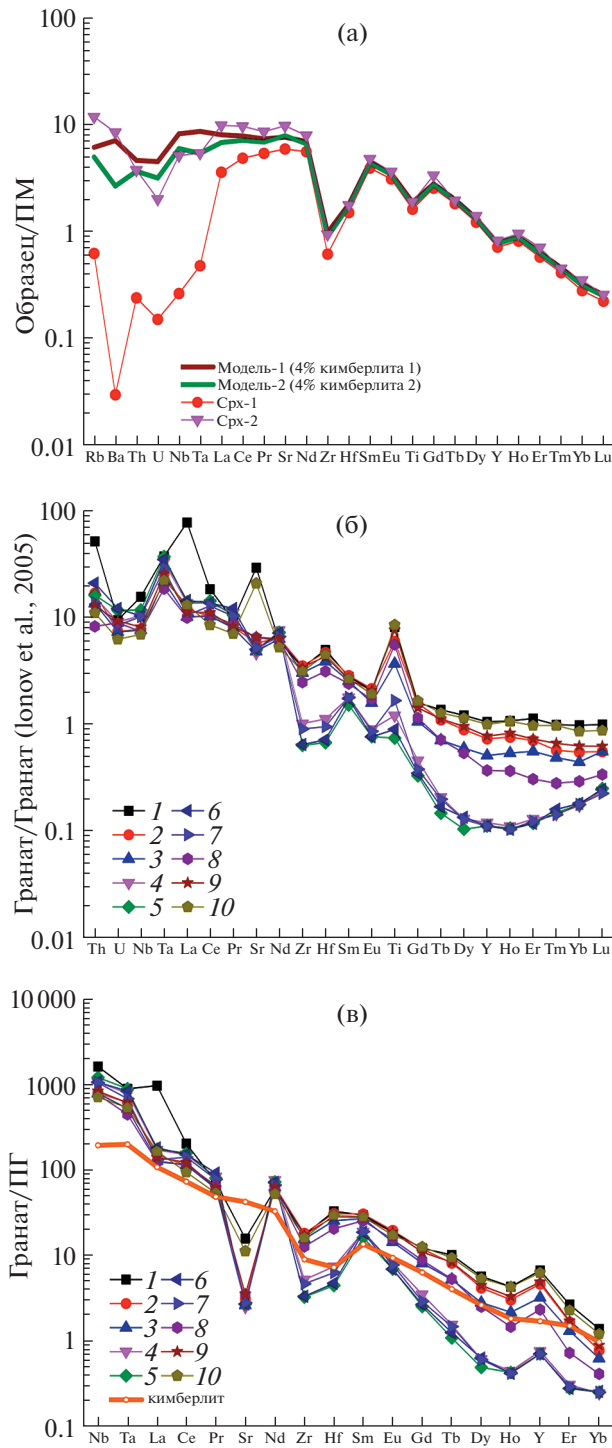 (а)
Образец/ПМ
100
10
1
0.1
0.01
Модель-1 (4% кимберлита 1)
Модель-2 (4% кимберлита 2)
Cpx-1
Cpx-2
Rb Ba Th U Nb Ta La Ce Pr Sr Nd Zr Hf Sm Eu Ti Gd Tb Dy Y Ho Er Tm Yb Lu
(б)
Гранат/Гранат (Ionov et al., 2005)
100
10
1
0.1
0.01
1 6
2 7
3 8
4 9
5 10
Th U Nb Ta La Ce Pr Sr Nd Zr Hf Sm Eu Ti Gd Tb Dy Y Ho Er Tm Yb Lu
(в)
Гранат/ПГ
10 000
1000
100
10
1
0.1
1 6
2 7
3 8
4 9
5 10
кимберлит
Nb Ta La Ce Pr Sr Nd Zr Hf Sm Eu Gd Tb Dy Ho Y Er Yb